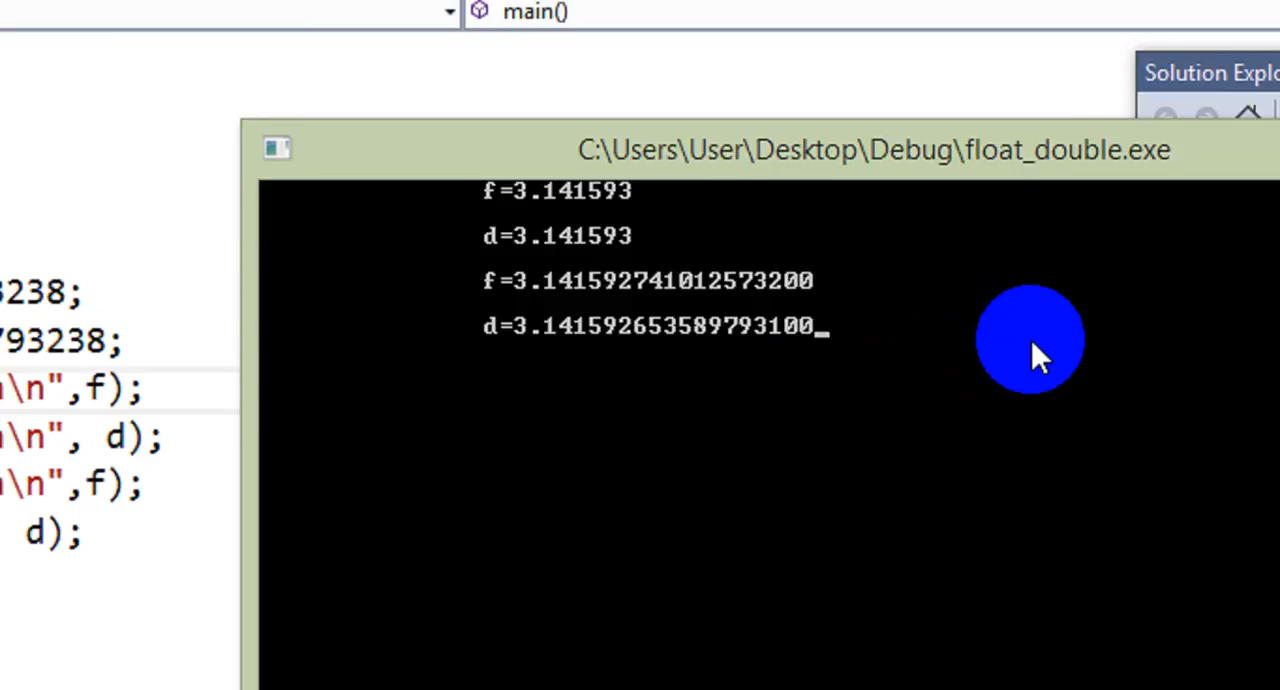 main()
Solution Explo
C:\Users\User\Desktop\Debug\float_double.exe
f=3.141593
d=3.141593
f=3.141592741012573200
d=3.141592653589793100_
3238;
793238;
\n",f);
\n", d);
\n",f);
d);